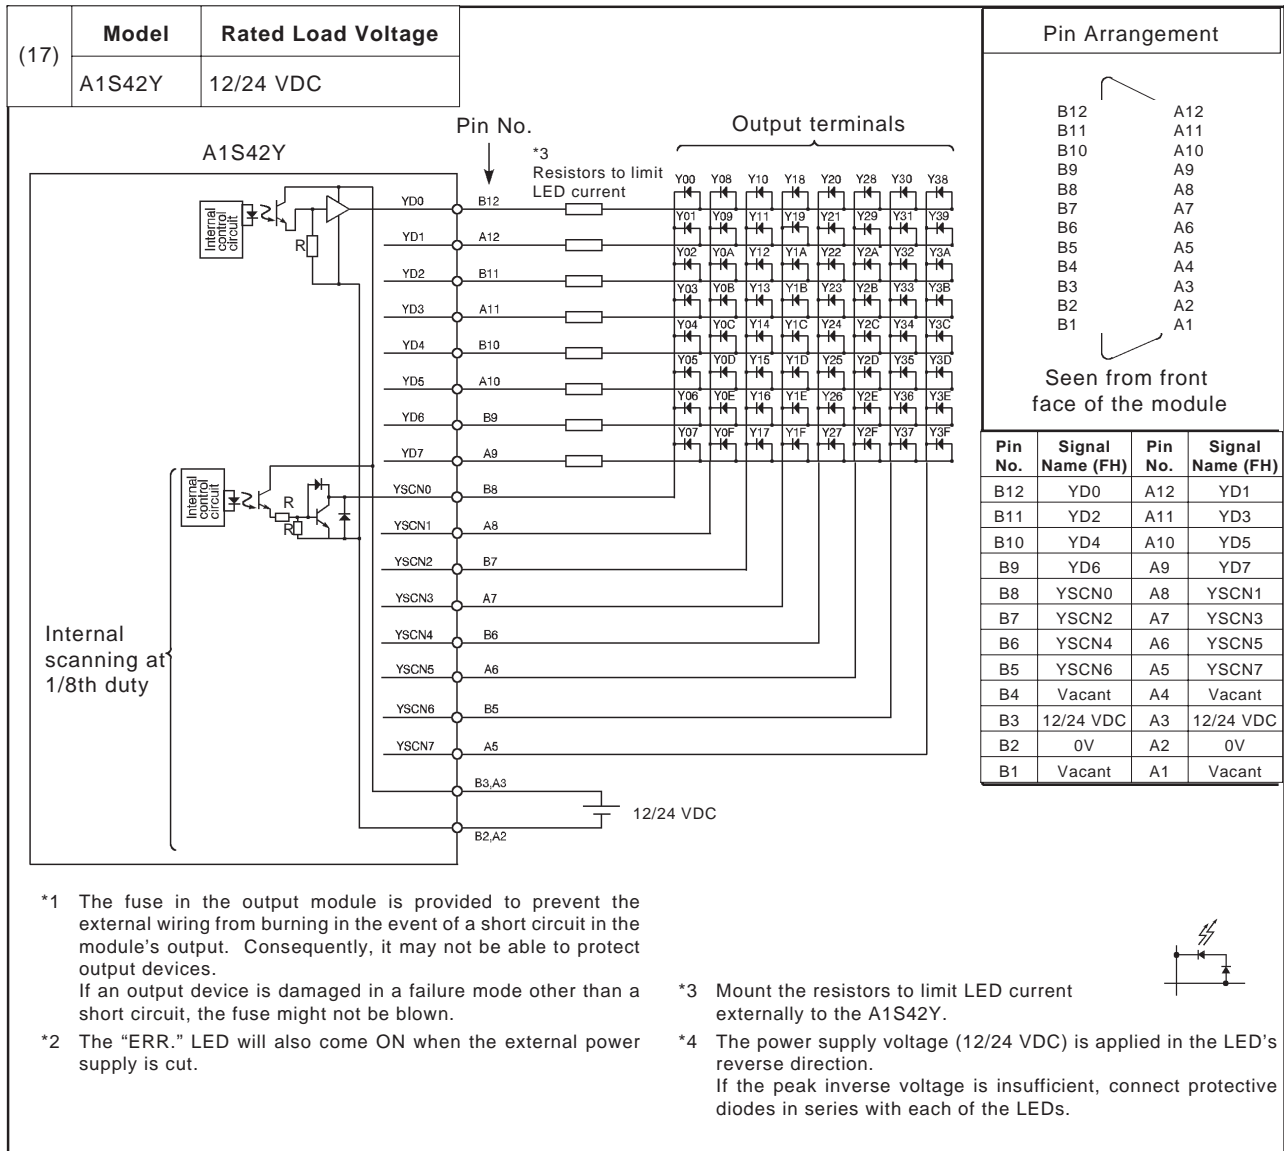 (17)
Model Rated Load Voltage
A1S42Y 12/24 VDC
Pin Arrangement
B12 A12
B11 A11
B10 A10
B9 A9
B8 A8
B7 A7
B6 A6
B5 A5
B4 A4
B3 A3
B2 A2
B1 A1
Seen from front
face of the module
Pin No. Signal Name (FH) Pin No. Signal Name (FH)
B12 YD0 A12 YD1
B11 YD2 A11 YD3
B10 YD4 A10 YD5
B9 YD6 A9 YD7
B8 YSCN0 A8 YSCN1
B7 YSCN2 A7 YSCN3
B6 YSCN4 A6 YSCN5
B5 YSCN6 A5 YSCN7
B4 Vacant A4 Vacant
B3 12/24 VDC A3 12/24 VDC
B2 0V A2 0V
B1 Vacant A1 Vacant
A1S42Y
Pin No.
*3
Resistors to limit
LED current
Output terminals
Internal
control
circuit
R
YD0 B12
YD1 A12
YD2 B11
YD3 A11
YD4 B10
YD5 A10
YD6 B9
YD7 A9
Y00 Y08 Y10 Y18 Y20 Y28 Y30 Y38
Y01 Y09 Y11 Y19 Y21 Y29 Y31 Y39
Y02 Y0A Y12 Y1A Y22 Y2A Y32 Y3A
Y03 Y0B Y13 Y1B Y23 Y2B Y33 Y3B
Y04 Y0C Y14 Y1C Y24 Y2C Y34 Y3C
Y05 Y0D Y15 Y1D Y25 Y2D Y35 Y3D
Y06 Y0E Y16 Y1E Y26 Y2E Y36 Y3E
Y07 Y0F Y17 Y1F Y27 Y2F Y37 Y3F
Internal
control
circuit
R
R
YSCN0 B8
YSCN1 A8
YSCN2 B7
YSCN3 A7
YSCN4 B6
YSCN5 A6
YSCN6 B5
YSCN7 A5
B3,A3
B2,A2
12/24 VDC
Internal
scanning at
1/8th duty
*1 The fuse in the output module is provided to prevent the
external wiring from burning in the event of a short circuit in the
module's output. Consequently, it may not be able to protect
output devices.
If an output device is damaged in a failure mode other than a
short circuit, the fuse might not be blown.
*2 The “ERR.” LED will also come ON when the external power
supply is cut.
*3 Mount the resistors to limit LED current
externally to the A1S42Y.
*4 The power supply voltage (12/24 VDC) is applied in the LED's
reverse direction.
If the peak inverse voltage is insufficient, connect protective
diodes in series with each of the LEDs.